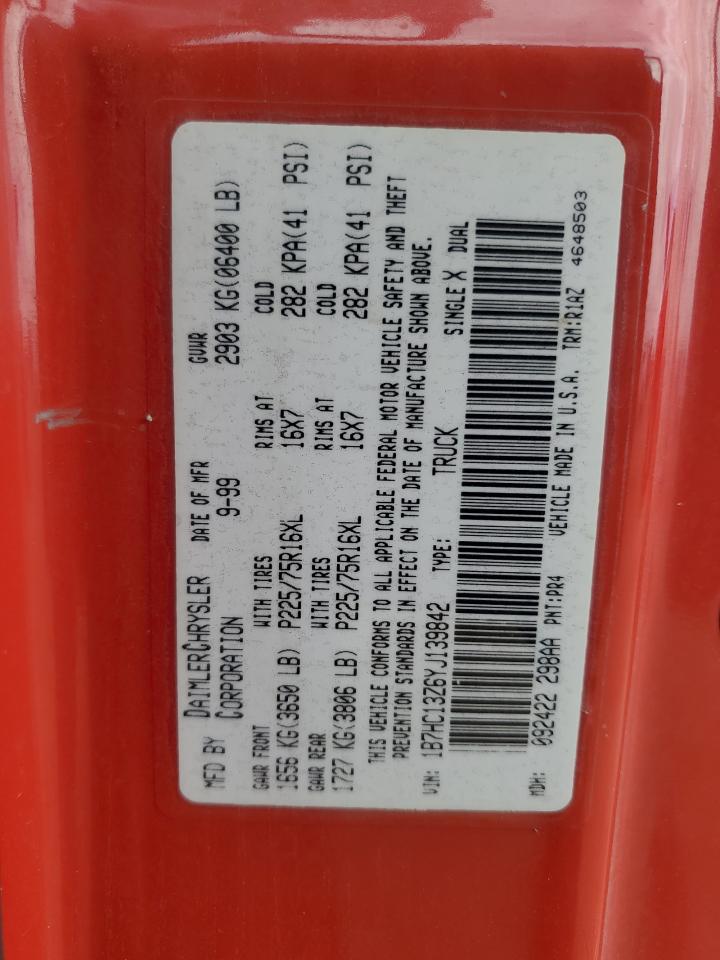 MFD BY DAIMLERCHRYSLER CORPORATION DATE OF MFR 9-99 GVWR 2903 KG(06400 LB)
GAWR FRONT WITH TIRES RIMS AT COLD
1656 KG(3650 LB) P225/75R16XL 16X7 282 KPA(41 PSI)
GAWR REAR WITH TIRES RIMS AT COLD
1727 KG(3806 LB) P225/75R16XL 16X7 282 KPA(41 PSI)
THIS VEHICLE CONFORMS TO ALL APPLICABLE FEDERAL MOTOR VEHICLE SAFETY AND THEFT
PREVENTION STANDARDS IN EFFECT ON THE DATE OF MANUFACTURE SHOWN ABOVE.
VIN: 1B7HC13Z6YJ139842 TYPE: TRUCK SINGLE X DUAL
MDH: 092422 298AA PNT:PR4 VEHICLE MADE IN U.S.A. TRM:R1AZ 4648503